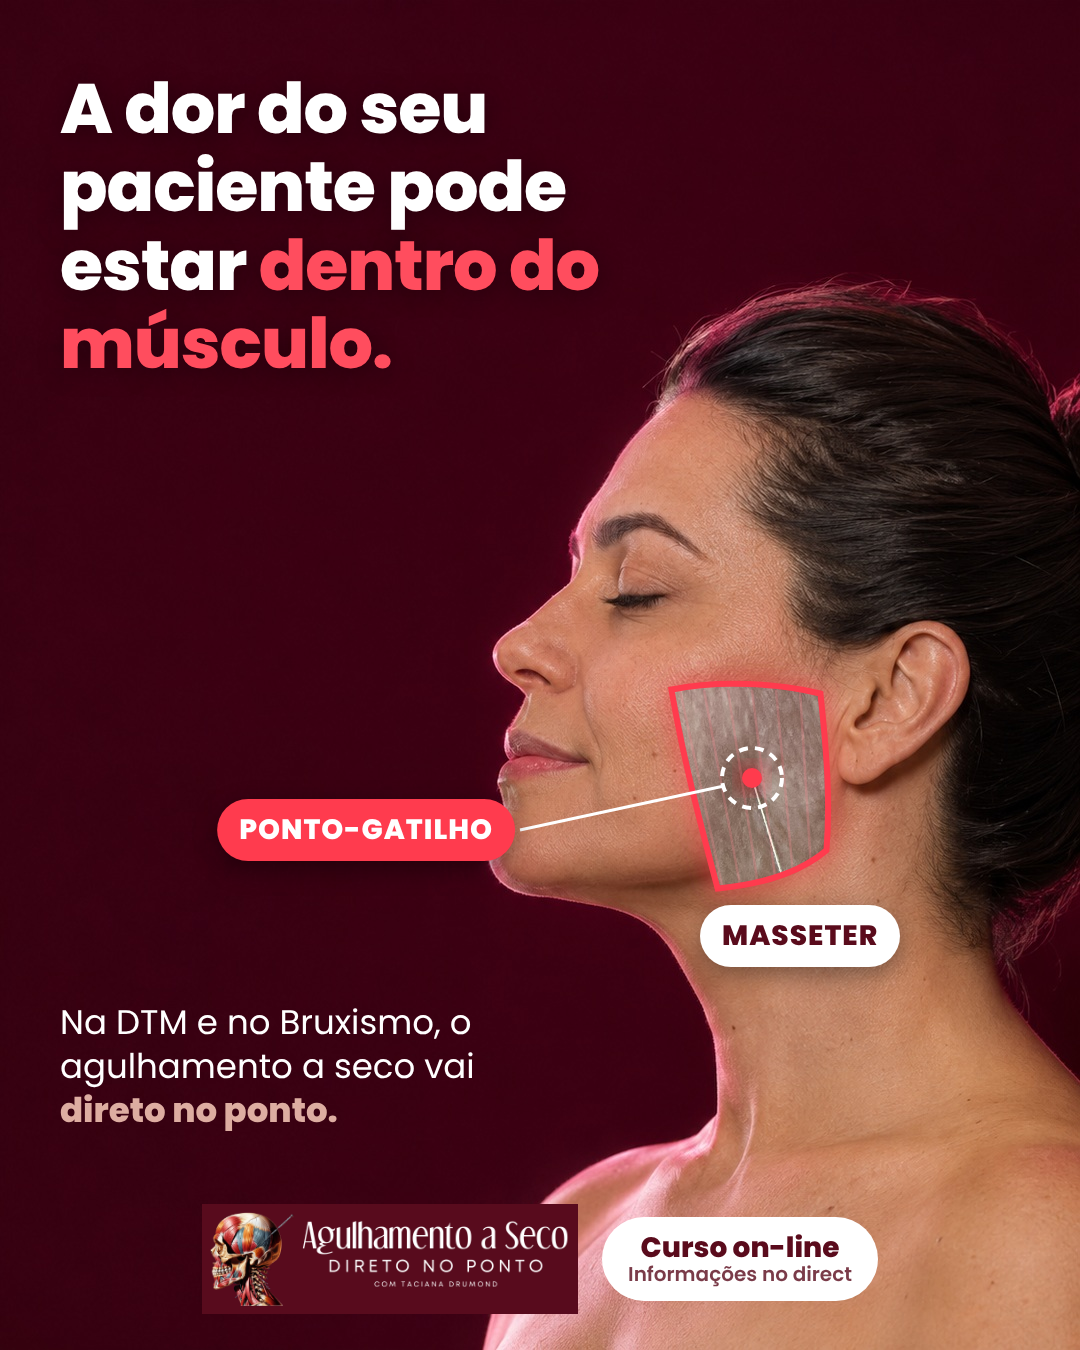 A dor do seu
paciente pode
estar dentro do
músculo.
PONTO-GATILHO
MASSETER
Na DTM e no Bruxismo, o
agulhamento a seco vai
direto no ponto.
Agulhamento a Seco
DIRETO NO PONTO
COM TACIANA DRUMOND
Curso on-line
Informações no direct